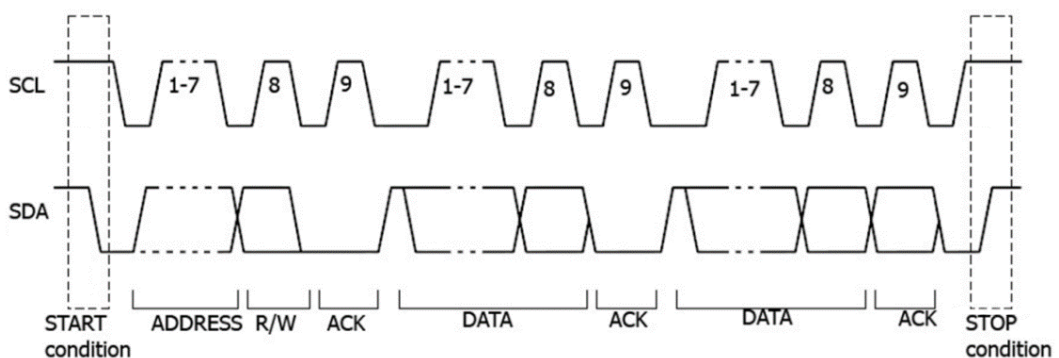 SCL
1-7 8 9 1-7 8 9 1-7 8 9
SDA
START
condition
ADDRESS R/W ACK DATA ACK DATA ACK
STOP
condition